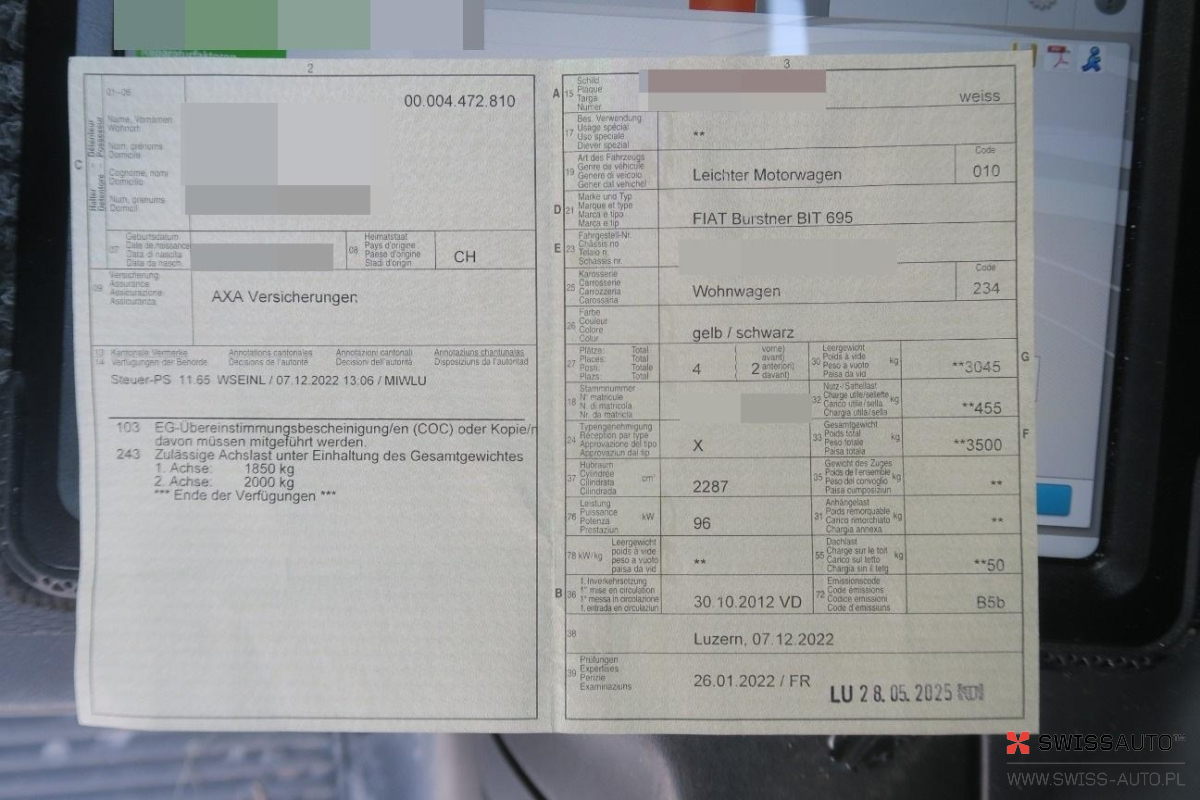 2
01–06
00.004.472.810
C
Halter Détenteur
Detentore Possessur
Name, Vornamen
Wohnort
Nom, prénoms
Domicile
Cognome, nomi
Domicilio
Num, prenums
Domicil
07
Geburtsdatum
Date de naissance
Data di nascita
Data da nasch.
08
Heimatstaat
Pays d'origine
Paese d'origine
Stadi d'origin
CH
09
Versicherung
Assurance
Assicurazione
Assicuranza
AXA Versicherungen
13
14
Kantonale Vermerke
Verfügungen der Behörde
Annotations cantonales
Décisions de l'autorité
Annotazioni cantonali
Decisioni dell'autorità
Annotaziuns chantunalas
Disposiziuns da l'autoritad
Steuer-PS 11.65 WSEINL / 07.12.2022 13:06 / MIWLU
103 EG-Übereinstimmungsbescheinigung/en (COC) oder Kopie/n
davon müssen mitgeführt werden.
243 Zulässige Achslast unter Einhaltung des Gesamtgewichtes
1. Achse: 1850 kg
2. Achse: 2000 kg
*** Ende der Verfügungen ***
3
A
15
Schild
Plaque
Targa
Numer
weiss
17
Bes. Verwendung
Usage spécial
Uso speciale
Diever spezial
**
19
Art des Fahrzeugs
Genre de véhicule
Genere di veicolo
Gener dal vehichel
Leichter Motorwagen
Code
010
D
21
Marke und Typ
Marque et type
Marca e tipo
Marca e tip
FIAT Burstner BIT 695
E
23
Fahrgestell-Nr.
Châssis no
Telaio n.
Schassis nr.
25
Karosserie
Carrosserie
Carrozzeria
Carossaria
Wohnwagen
Code
234
26
Farbe
Couleur
Colore
Color
gelb / schwarz
27
Plätze: Total
Places: Total
Posti: Totale
Plazs: Total
4
(vorne)
avant)
anteriori)
davant)
2
30
Leergewicht
Poids à vide
Peso a vuoto
Paisa da vid
kg
**3045
G
18
Stammnummer
N° matricule
N. di matricola
Nr. da matricla
32
Nutz-/Sattellast
Charge utile/sellette
Carico utile/sella
Chargia utila/sella
kg
**455
24
Typengenehmigung
Réception par type
Approvazione del tipo
Approvaziun dal tip
X
33
Gesamtgewicht
Poids total
Peso totale
Paisa totala
kg
**3500
F
37
Hubraum
Cylindrée
Cilindrata
Cilindrada
cm³
2287
35
Gewicht des Zuges
Poids de l'ensemble
Peso del convoglio
Paisa cumposiziun
kg
**
76
Leistung
Puissance
Potenza
Prestaziun
kW
96
31
Anhängelast
Poids remorquable
Carico rimorchiato
Chargia annexa
kg
**
78 kW/kg
Leergewicht
poids à vide
peso a vuoto
paisa da vid
**
55
Dachlast
Charge sur le toit
Carico sul tetto
Chargia sin il tetg
kg
**50
B
36
1. Inverkehrsetzung
1re mise en circulation
1a messa in circolazione
1. entrada en circulaziun
30.10.2012 VD
72
Emissionscode
Code émissions
Codice emissioni
Code d'emissiuns
B5b
38
Luzern, 07.12.2022
39
Prüfungen
Expertises
Perizie
Examinaziuns
26.01.2022 / FR
LU 28.05.2025
SWISSAUTO
WWW.SWISS-AUTO.PL